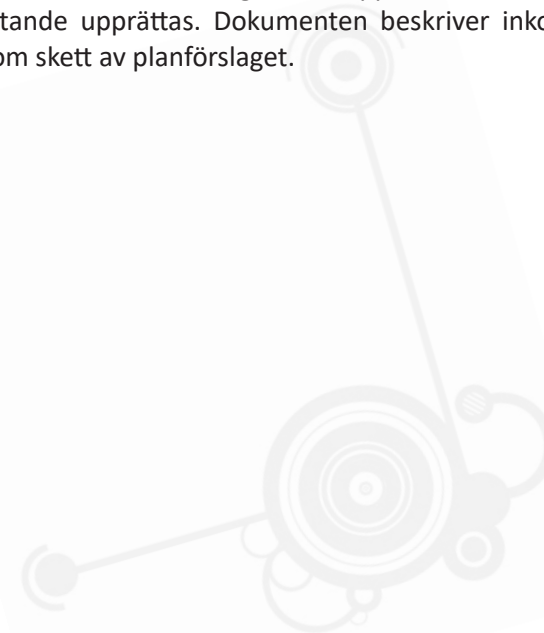 tande upprättas. Dokumenten beskriver inko
om skett av planförslaget.